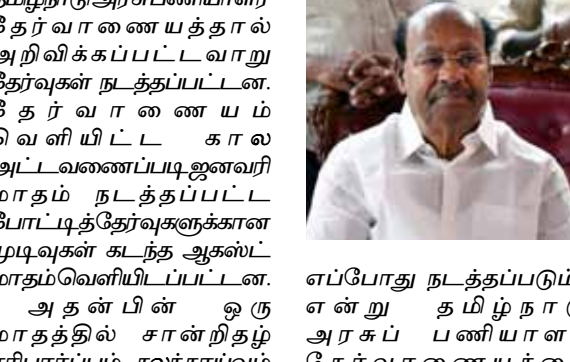 தேர்வாணையத்தால்
அறிவிக்கப்பட்டவாறு
தேர்வுகள் நடத்தப்பட்டன.
தேர்வாணையம்
வெளியிட்ட கால
அட்டவணைப்படி ஜனவரி
மாதம் நடத்தப்பட்ட
போட்டித்தேர்வுகளுக்கான
முடிவுகள் கடந்த ஆகஸ்ட்
மாதம் வெளியிடப்பட்டன.
அதன்பின் ஒரு
மாதத்தில் சான்றிதழ்
எப்போது நடத்தப்படும்
என்று தமிழ்நாடு
அரசுப் பணியாளர்